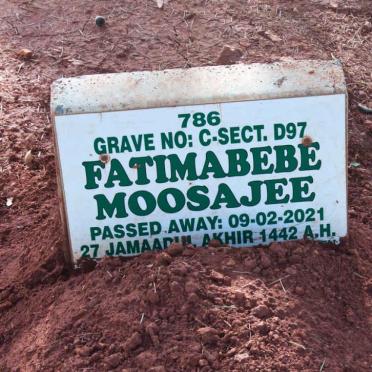 786
GRAVE NO: C-SECT. D97
FATIMABEBE
MOOSAJEE
PASSED AWAY: 09-02-2021
27 JAMAADUL AKHIR 1442 A.H.